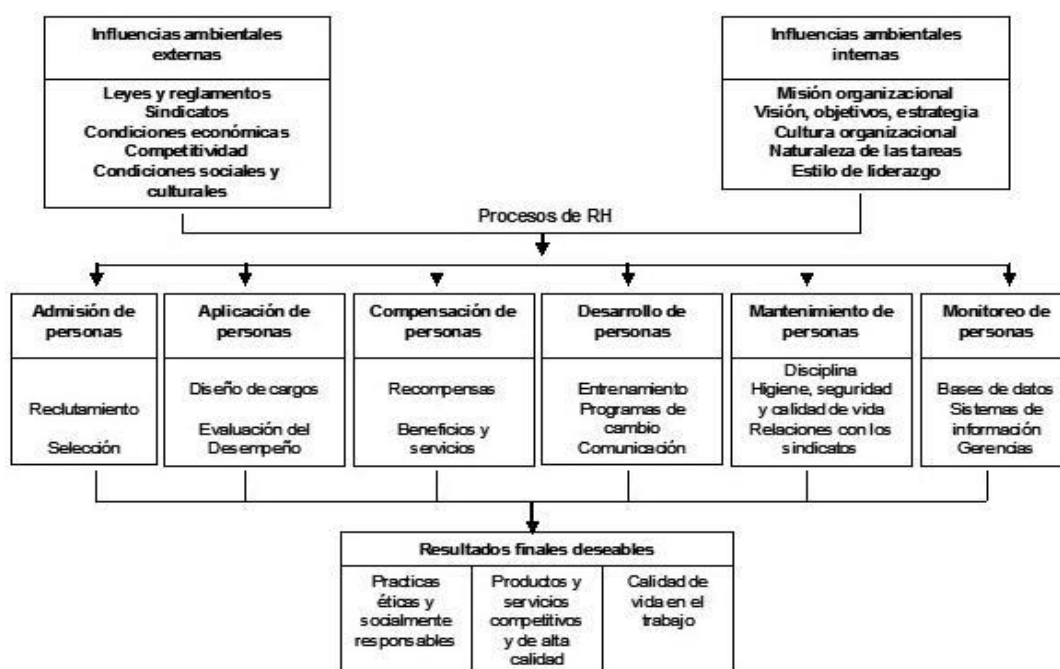 Influencias ambientales
externas
Leyes y reglamentos
Sindicatos
Condiciones económicas
Competitividad
Condiciones sociales y
culturales
Influencias ambientales
internas
Misión organizacional
Visión, objetivos, estrategia
Cultura organizacional
Naturaleza de las tareas
Estilo de liderazgo
Procesos de RH
Admisión de
personas
Reclutamiento
Selección
Aplicación de
personas
Diseño de cargos
Evaluación del
Desempeño
Compensación de
personas
Recompensas
Beneficios y
servicios
Desarrollo de
personas
Entrenamiento
Programas de
cambio
Comunicación
Mantenimiento de
personas
Disciplina
Higiene, seguridad
y calidad de vida
Relaciones con los
sindicatos
Monitoreo de
personas
Bases de datos
Sistemas de
información
Gerencias
Resultados finales deseables
Practicas
éticas y
socialmente
responsables
Productos y
servicios
competitivos
y de alta
calidad
Calidad de
vida en el
trabajo